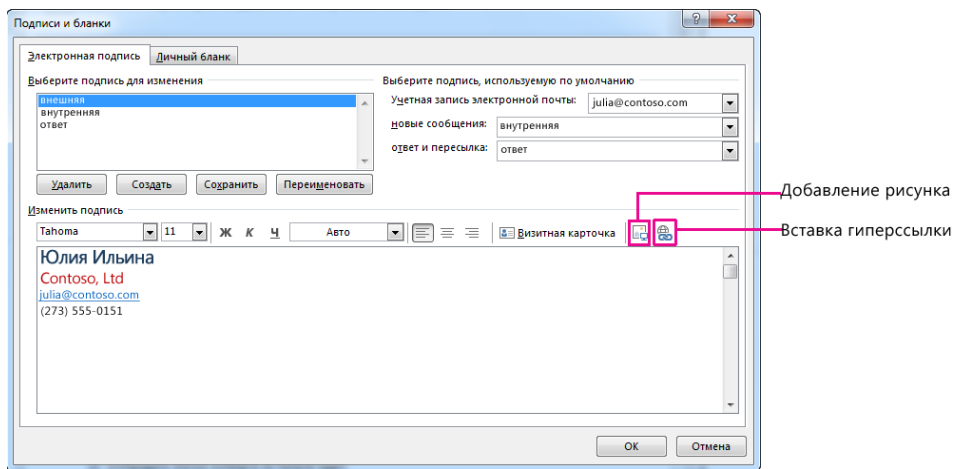 Подписи и бланки
Электронная подпись Личный бланк
Выберите подпись для изменения
внешняя
внутренняя
ответ
Удалить Создать Сохранить Переименовать
Выберите подпись, используемую по умолчанию
Учетная запись электронной почты: julia@contoso.com
новые сообщения: внутренняя
ответ и пересылка: ответ
Изменить подпись
Tahoma 11 Ж К Ч Авто Визитная карточка
Юлия Ильина
Contoso, Ltd
julia@contoso.com
(273) 555-0151
ОК Отмена
Добавление рисунка
Вставка гиперссылки